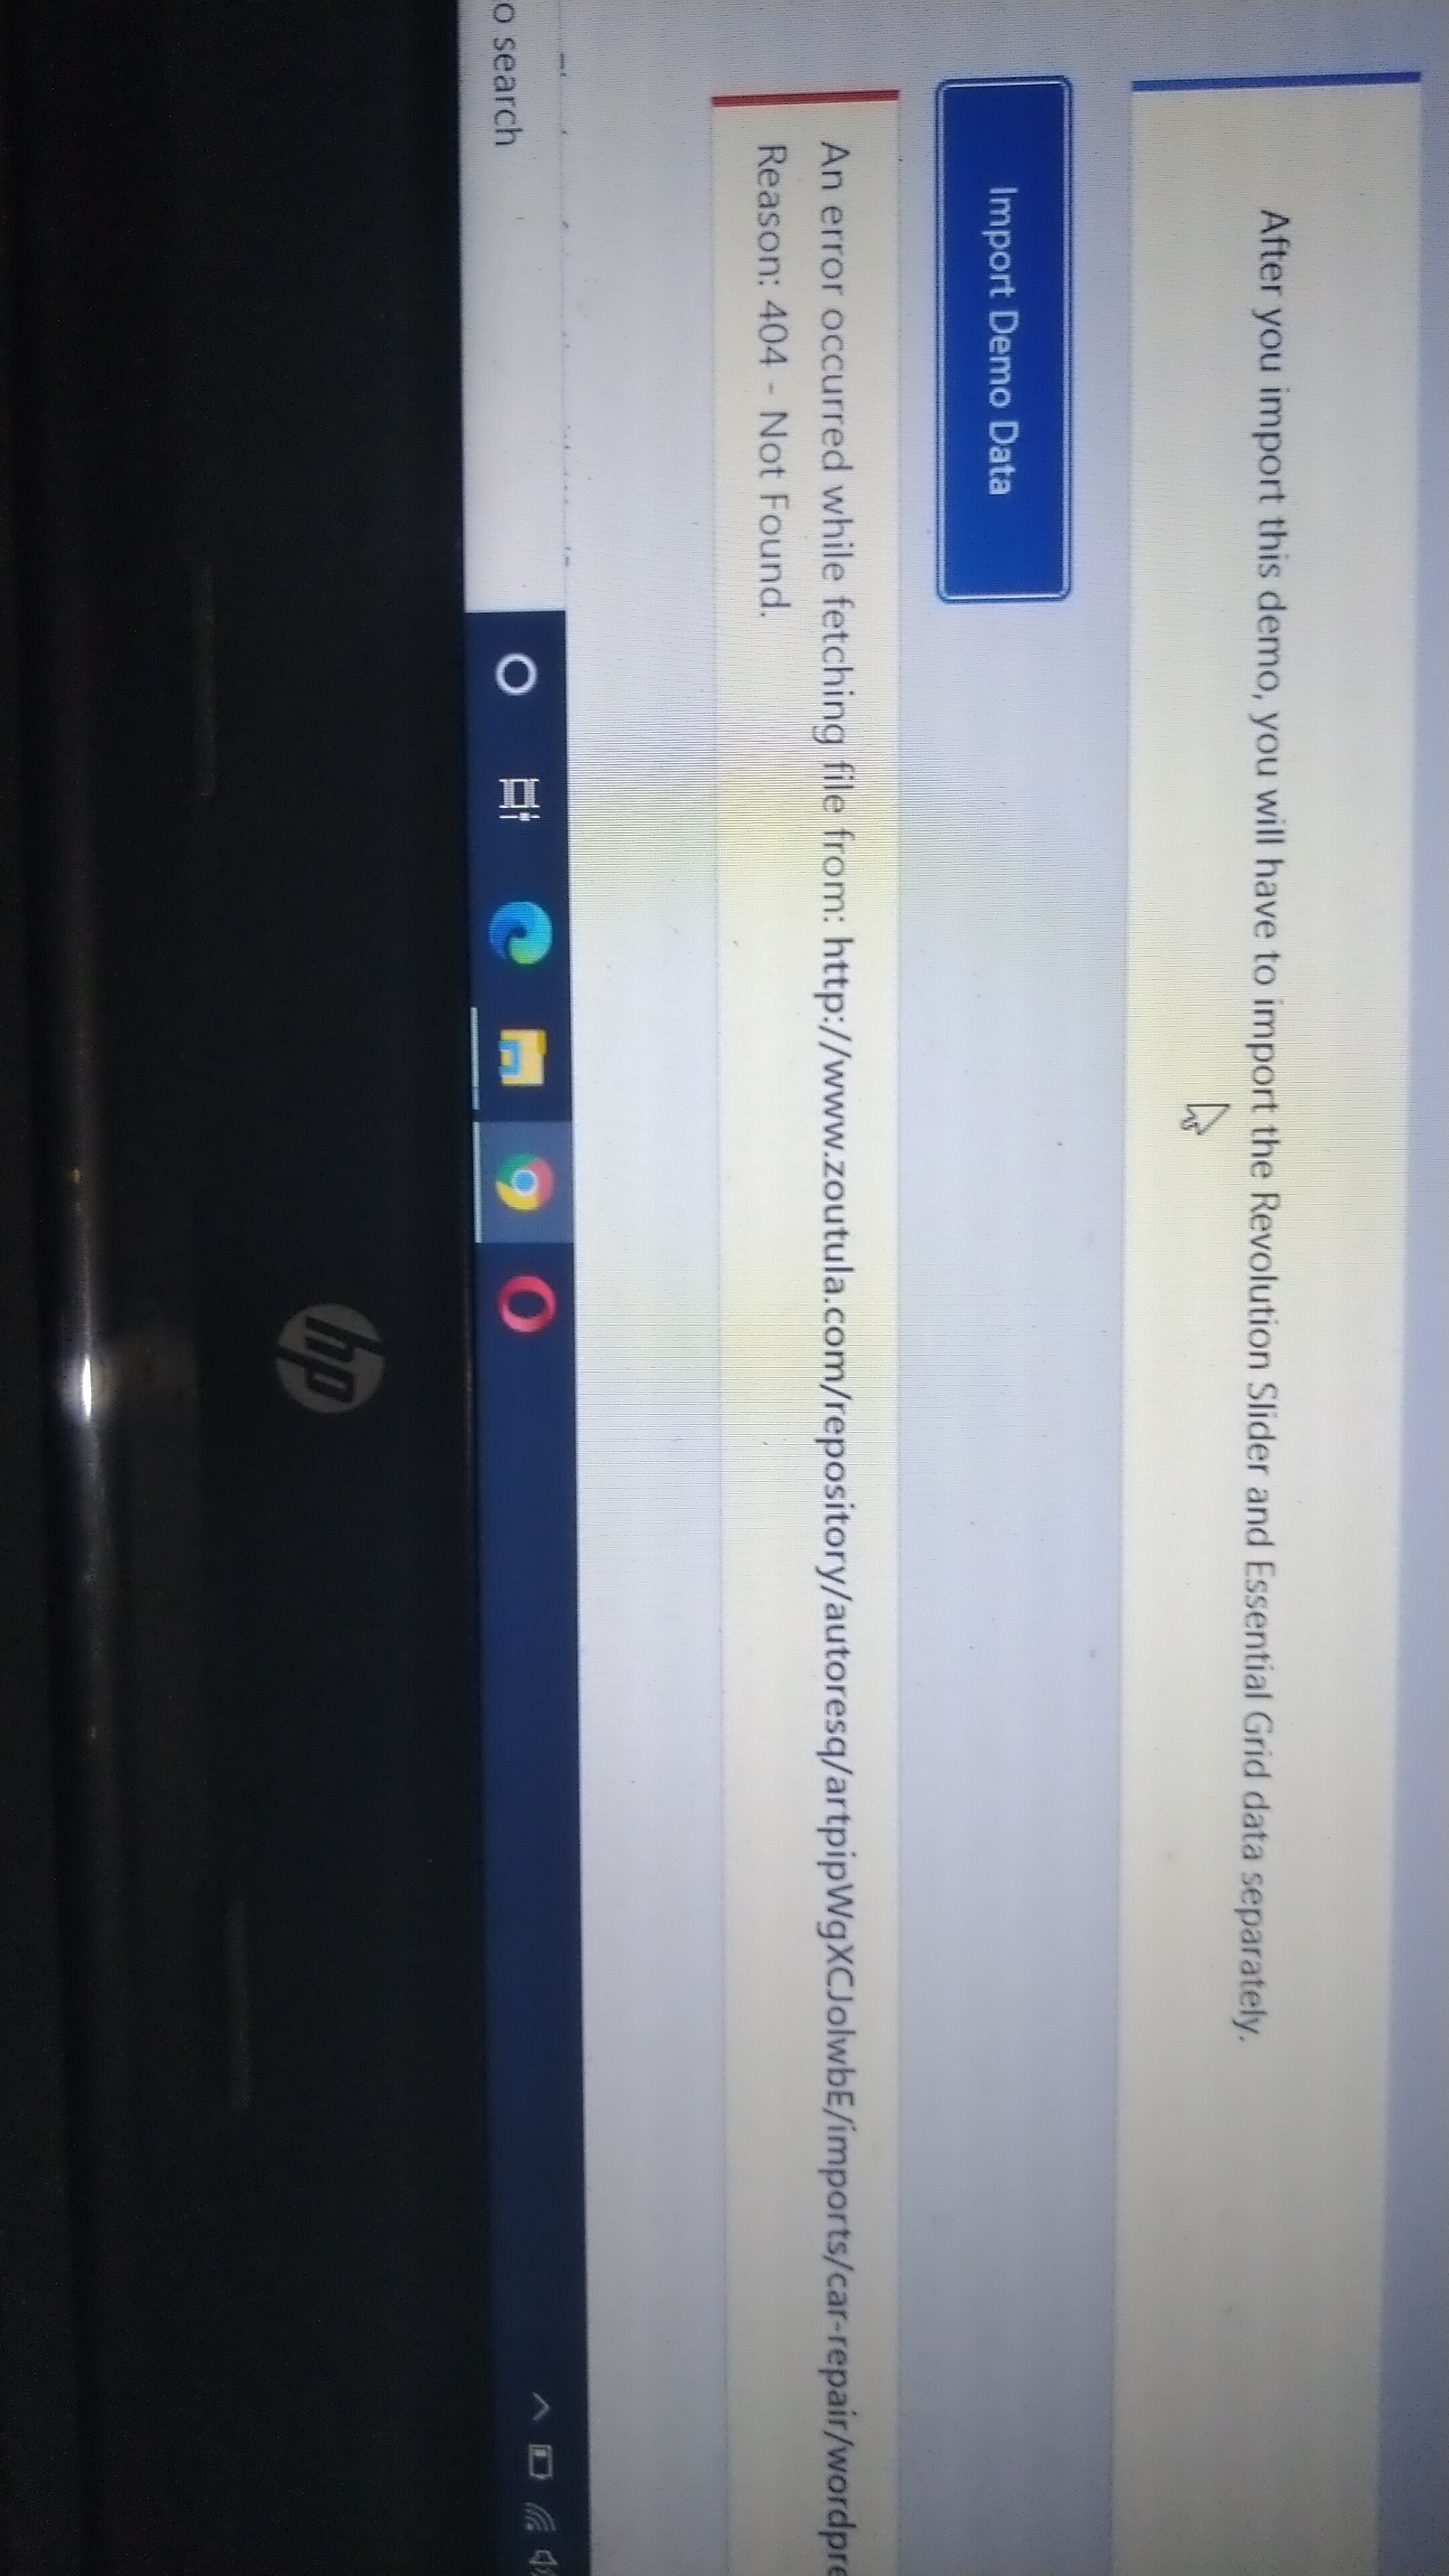 After you import this demo, you will have to import the Revolution Slider and Essential Grid data separately.
Import Demo Data
An error occurred while fetching file from: http://www.zoutula.com/repository/autoresq/artpipWgXCJolwbE/imports/car-repair/wordpre
Reason: 404 - Not Found.
o search
hp